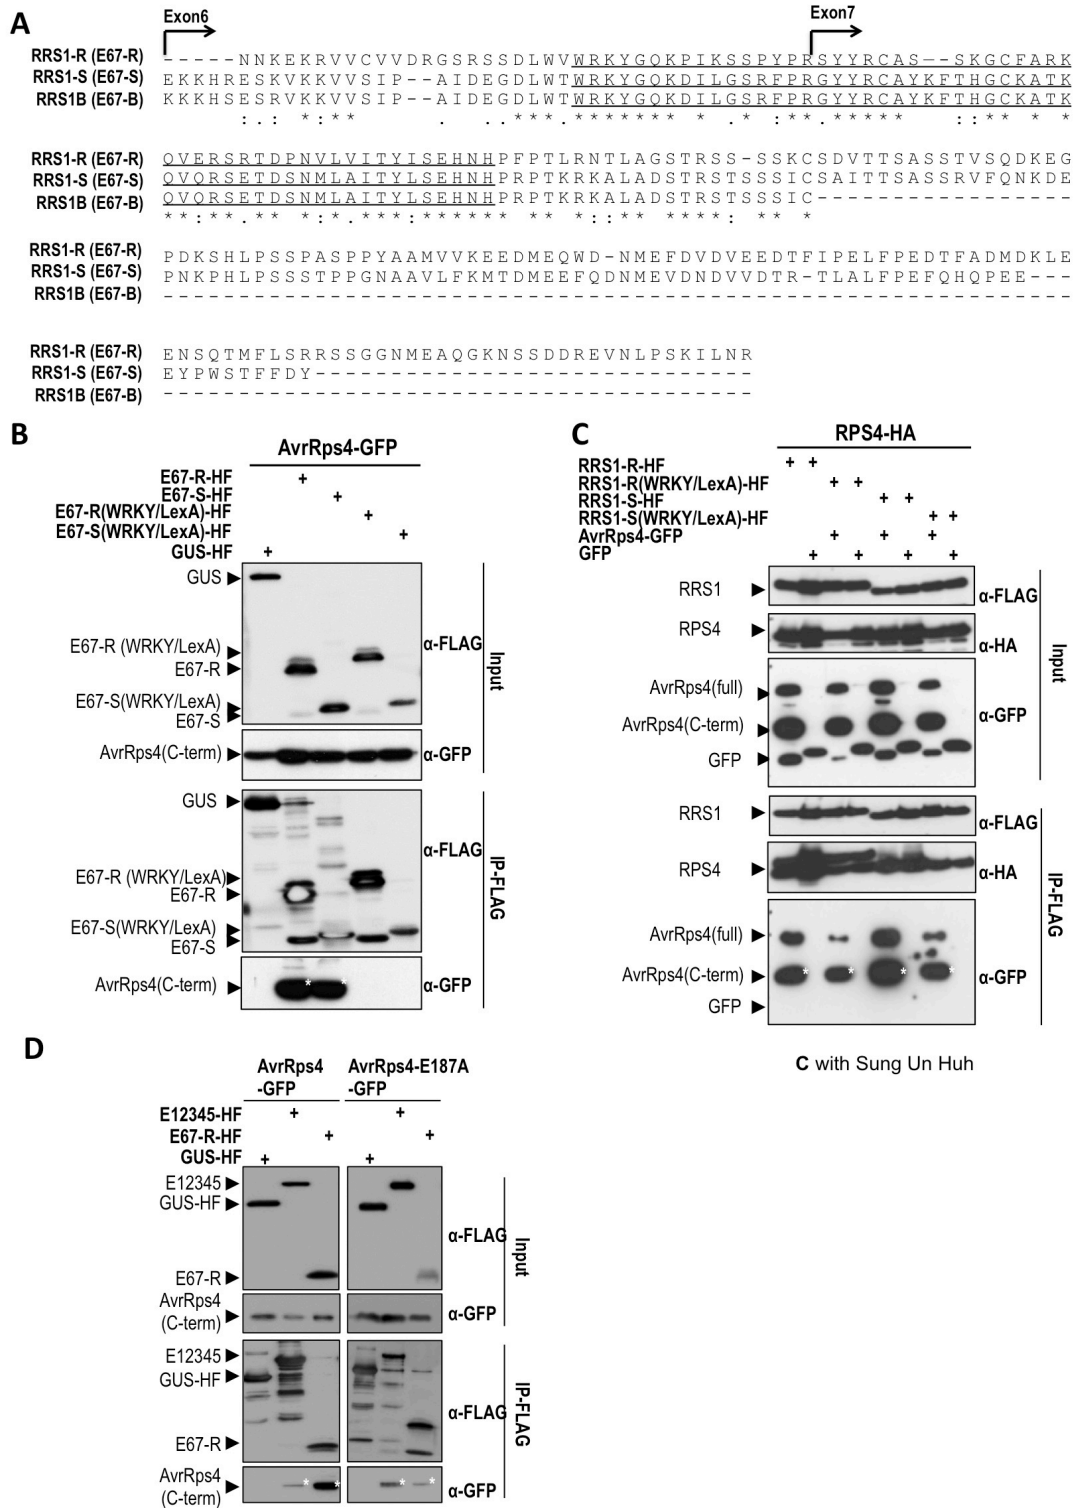 A
Exon6 Exon7
RRS1-R (E67-R) -----NNKEKRVVCVVDRGSRSSDLWVWRKYGQKPIKSSPYPRSYYRCAS--SKGCFARK
RRS1-S (E67-S) EKKHRESKVKKVVSIP--AIDEGDLWTWRKYGQKDILGSRFPRGYYRCAYKFTHGCKATK
RRS1B (E67-B) KKKHSESRVKKVVSIP--AIDEGDLWTWRKYGQKDILGSRFPRGYYRCAYKFTHGCKATK
RRS1-R (E67-R) QVERSRTDPNVLVITYISEHNHPFPTLRNTLAGSTRSS-SSKCSDVTTSASSTVSQDKEG
RRS1-S (E67-S) QVQRSETDSNMLAITYLSEHNHPRPTKRKALADSTRSTSSSICSAITTSASSRVFQNKDE
RRS1B (E67-B) QVQRSETDSNMLAITYLSEHNHPRPTKRKALADSTRSTSSSIC-----------------
RRS1-R (E67-R) PDKSHLPSSPASPPYAAMVVKEEDMEQWD-NMEFDVDVEEDTFIPELFPEDTFADMDKLE
RRS1-S (E67-S) PNKPHLPSSSTPPGNAAVLFKMTDMEEFQDNMEVDNDVVDTR-TLALFPEFQHQPEE---
RRS1B (E67-B) ------------------------------------------------------------
RRS1-R (E67-R) ENSQTMFLSRRSSGGNMEAQGKNSSDDREVNLPSKILNR
RRS1-S (E67-S) EYPWSTFFDY-----------------------------
RRS1B (E67-B) ---------------------------------------
B
AvrRps4-GFP
E67-R-HF +
E67-S-HF +
E67-R(WRKY/LexA)-HF +
E67-S(WRKY/LexA)-HF +
GUS-HF +
GUS
E67-R (WRKY/LexA)
E67-R
E67-S(WRKY/LexA)
E67-S
α-FLAG
AvrRps4(C-term) α-GFP
Input
GUS
E67-R (WRKY/LexA)
E67-R
E67-S(WRKY/LexA)
E67-S
α-FLAG
AvrRps4(C-term) * * α-GFP
IP-FLAG
C
RPS4-HA
RRS1-R-HF + +
RRS1-R(WRKY/LexA)-HF + +
RRS1-S-HF + +
RRS1-S(WRKY/LexA)-HF + +
AvrRps4-GFP + + +
GFP + + + +
RRS1 α-FLAG
RPS4 α-HA
AvrRps4(full)
AvrRps4(C-term)
GFP
α-GFP
Input
RRS1 α-FLAG
RPS4 α-HA
AvrRps4(full)
AvrRps4(C-term) * * * *
GFP
α-GFP
IP-FLAG
C with Sung Un Huh
D
AvrRps4 -GFP
AvrRps4-E187A -GFP
E12345-HF + +
E67-R-HF + +
GUS-HF + +
E12345
GUS-HF
E67-R
α-FLAG
AvrRps4 (C-term) α-GFP
Input
E12345
GUS-HF
E67-R
α-FLAG
AvrRps4 (C-term) * * * * α-GFP
IP-FLAG